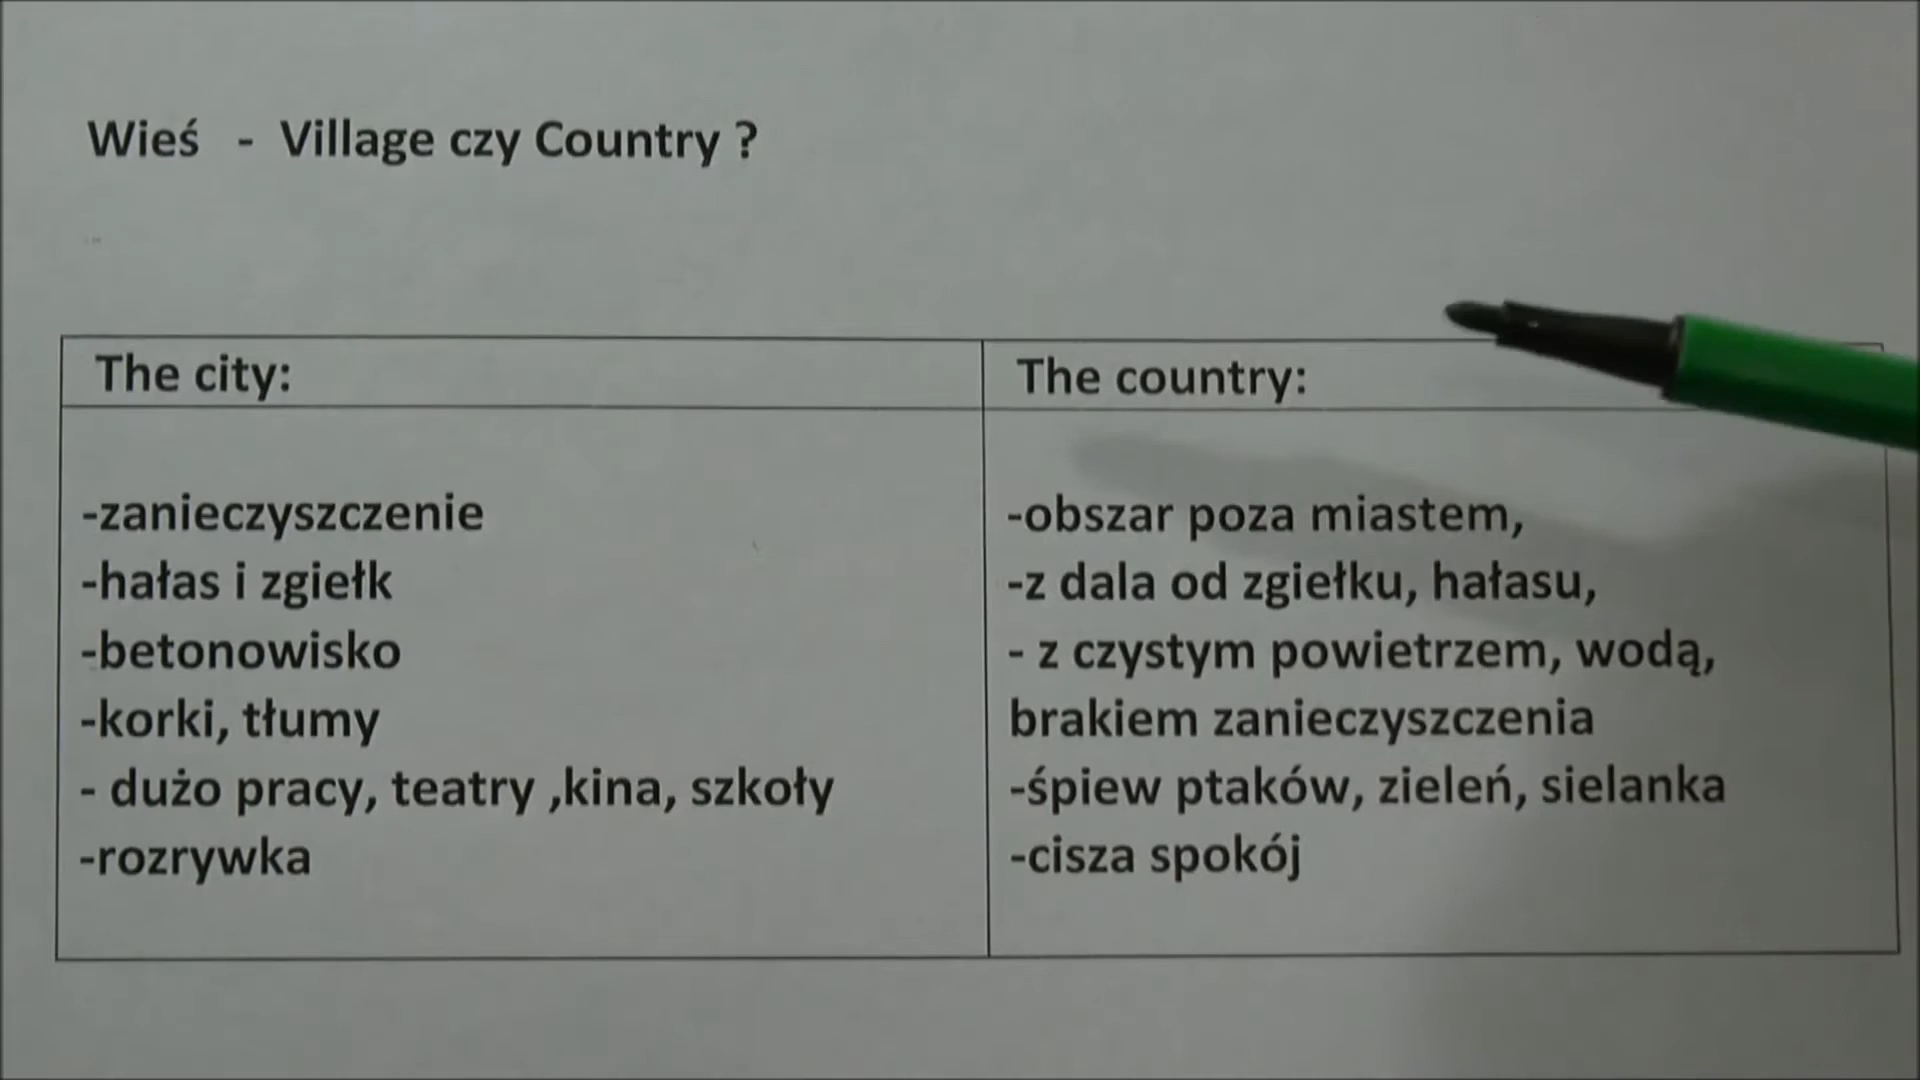 Wieś - Village czy Country ?
The city:
-zanieczyszczenie
-hałas i zgiełk
-betonowisko
-korki, tłumy
- dużo pracy, teatry ,kina, szkoły
-rozrywka
The country:
-obszar poza miastem,
-z dala od zgiełku, hałasu,
- z czystym powietrzem, wodą,
brakiem zanieczyszczenia
-śpiew ptaków, zieleń, sielanka
-cisza spokój